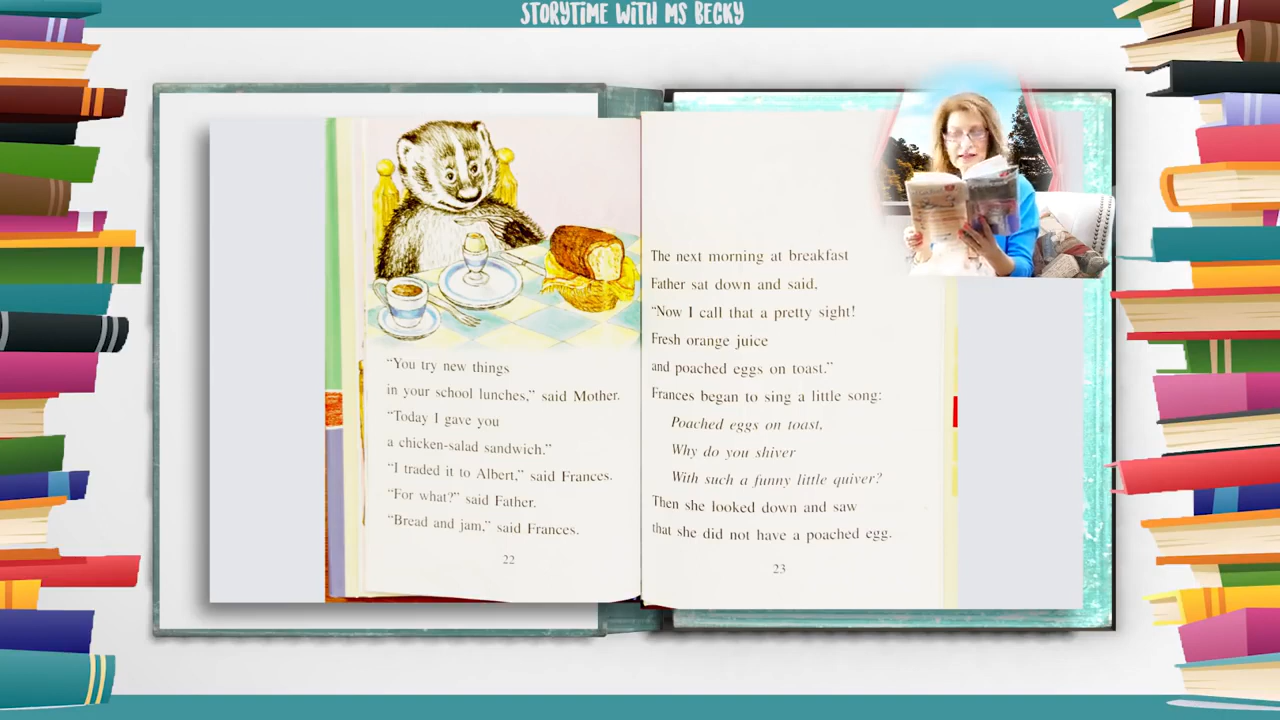 STORYTIME WITH MS BECKY
“You try new things
in your school lunches,” said Mother.
“Today I gave you
a chicken-salad sandwich.”
“I traded it to Albert,” said Frances.
“For what?” said Father.
“Bread and jam,” said Frances.
22
The next morning at breakfast
Father sat down and said,
“Now I call that a pretty sight!
Fresh orange juice
and poached eggs on toast.”
Frances began to sing a little song:
Poached eggs on toast,
Why do you shiver
With such a funny little quiver?
Then she looked down and saw
that she did not have a poached egg.
23